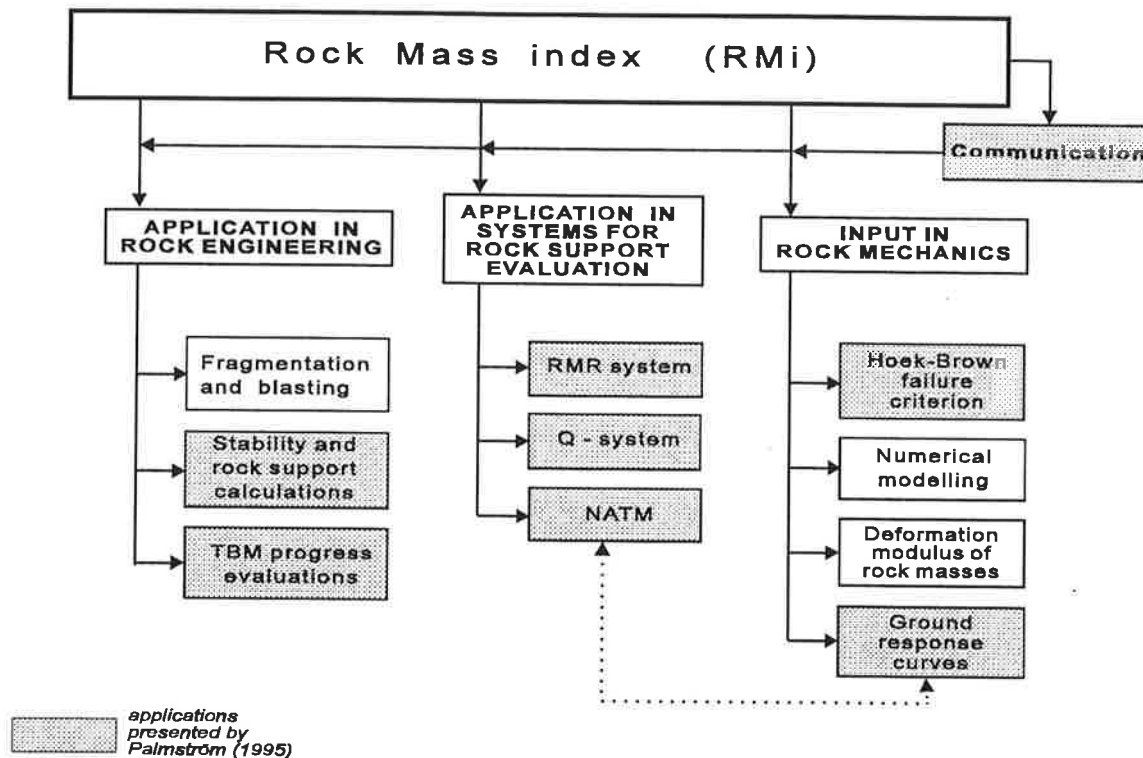 Rock Mass index (RMi)
Communication
APPLICATION IN
ROCK ENGINEERING
Fragmentation
and blasting
Stability and
rock support
calculations
TBM progress
evaluations
APPLICATION IN
SYSTEMS FOR
ROCK SUPPORT
EVALUATION
RMR system
Q - system
NATM
INPUT IN
ROCK MECHANICS
Hoek-Brown
failure
criterion
Numerical
modelling
Deformation
modulus of
rock masses
Ground
response
curves
applications
presented by
Palmström (1995)